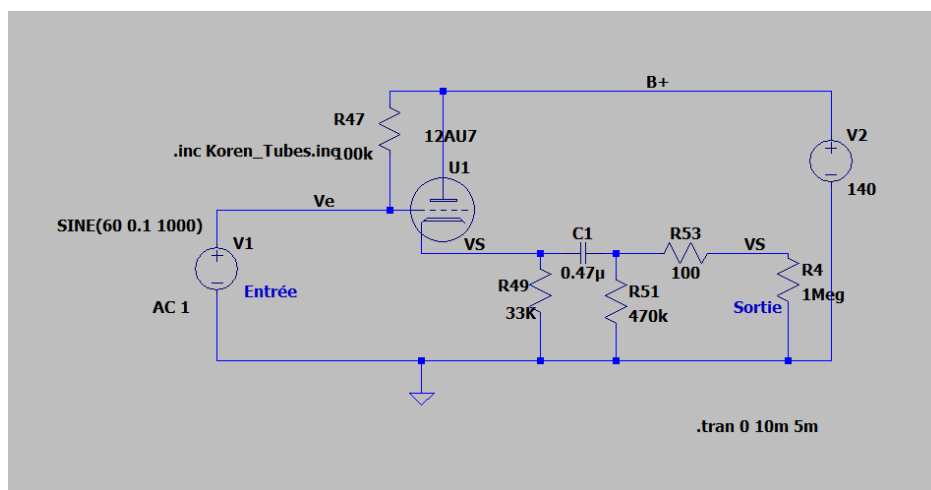 B+
R47
12AU7
V2
.inc Koren_Tubes.inc
100k
U1
140
Ve
SINE(60 0.1 1000)
V1
VS
C1
R53
VS
Entrée
R49
0.47µ
100
R4
AC 1
33K
R51
470k
Sortie
1Meg
.tran 0 10m 5m